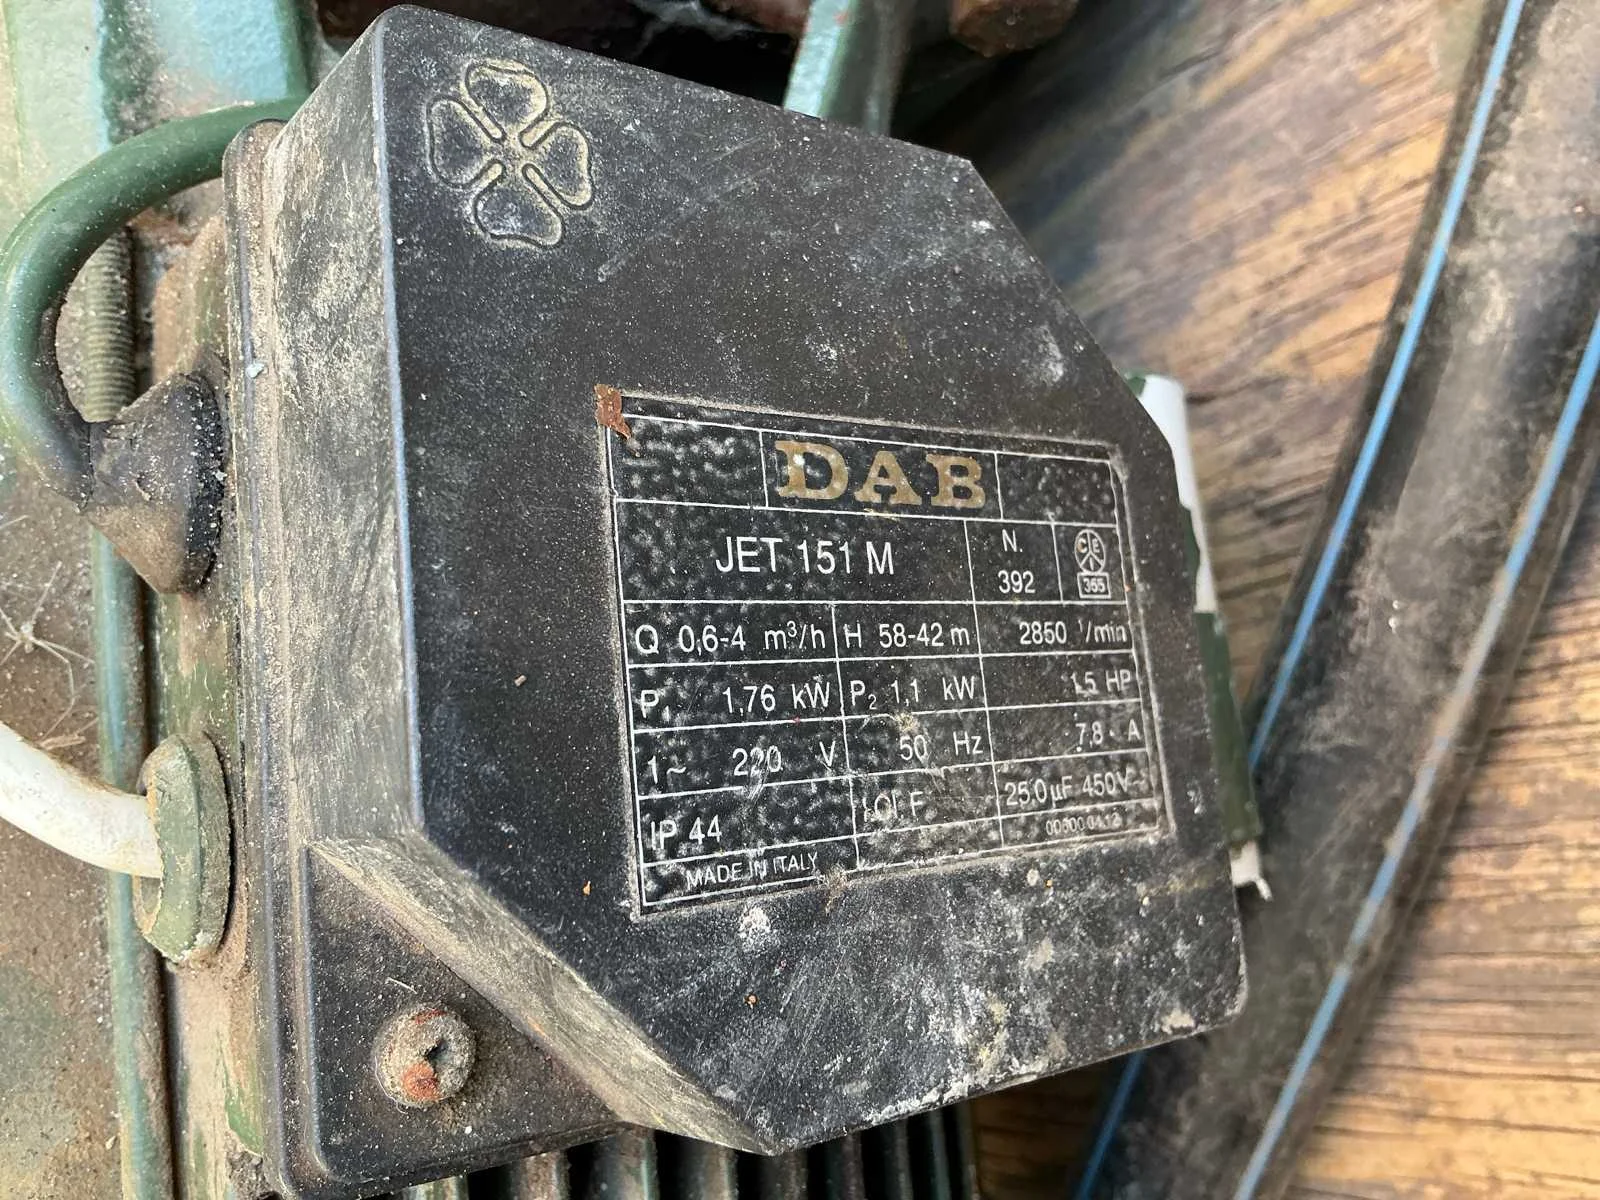 DAB
JET 151 M N. 392 CE 365
Q 0,6-4 m³/h H 58-42 m 2850 1/min
P1 1,76 kW P2 1,1 kW 1,5 HP
1~ 220 V 50 Hz 7,8 A
IP 44 CL F 25,0 µF 450V
MADE IN ITALY